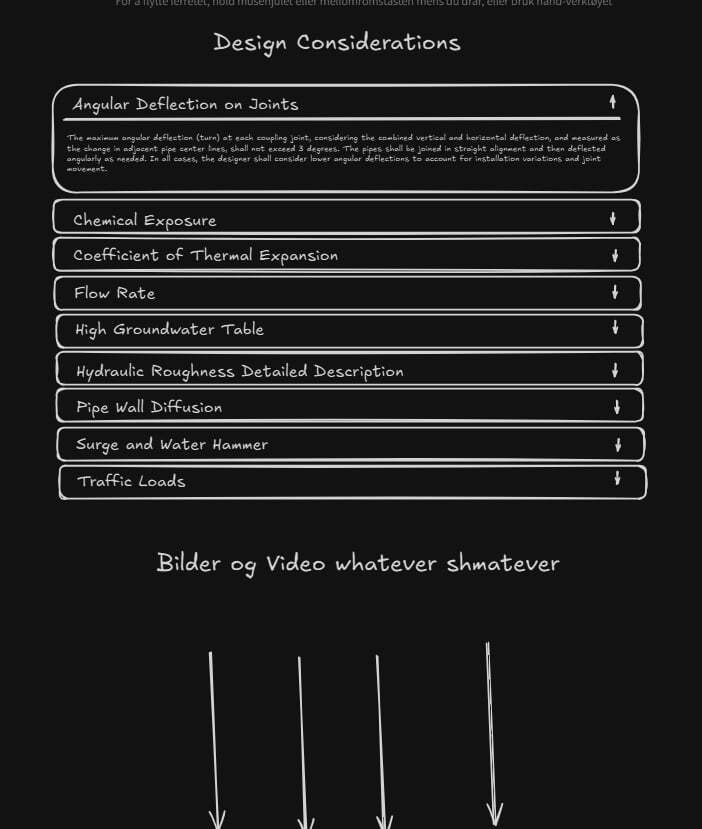 For å flytte lerretet, hold musehjulet eller mellomromstasten mens du drar, eller bruk hånd-verktøyet
Design Considerations
Angular Deflection on Joints
The maximum angular deflection (turn) at each coupling joint, considering the combined vertical and horizontal deflection, and measured as
the change in adjacent pipe center lines, shall not exceed 3 degrees. The pipes shall be joined in straight alignment and then deflected
angularly as needed. In all cases, the designer shall consider lower angular deflections to account for installation variations and joint
movement.
Chemical Exposure
Coefficient of Thermal Expansion
Flow Rate
High Groundwater Table
Hydraulic Roughness Detailed Description
Pipe Wall Diffusion
Surge and Water Hammer
Traffic Loads
Bilder og Video whatever shmatever